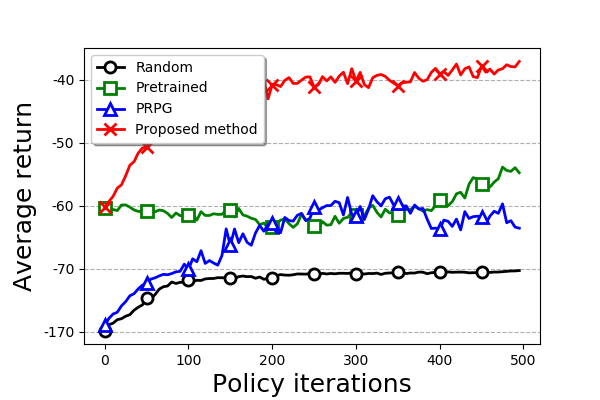 Random
Pretrained
PRPG
Proposed method
Average return
-40
-50
-60
-70
-170
0 100 200 300 400 500
Policy iterations